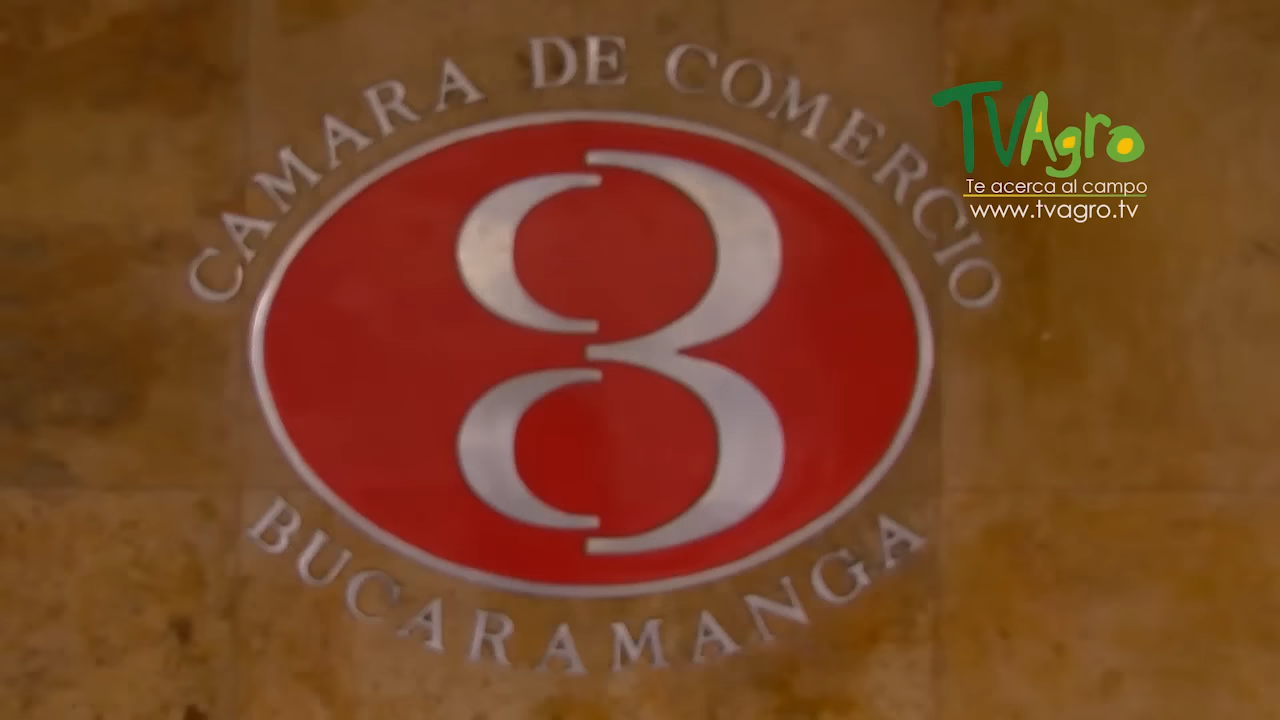 CAMARA DE COMERCIO
BUCARAMANGA
TVAgro
Te acerca al campo
www.tvagro.tv